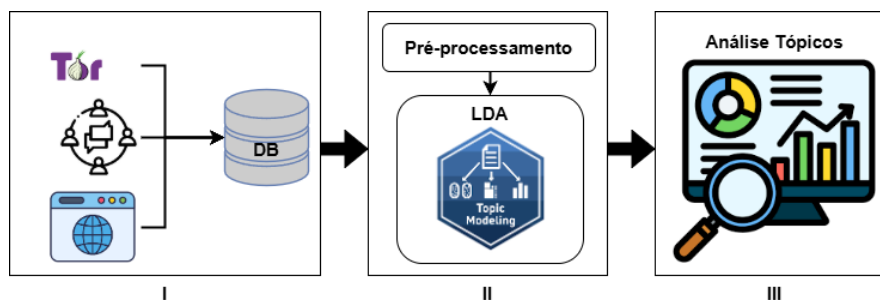 Tor
DB
I
Pré-processamento
LDA
Topic
Modeling
II
Análise Tópicos
III